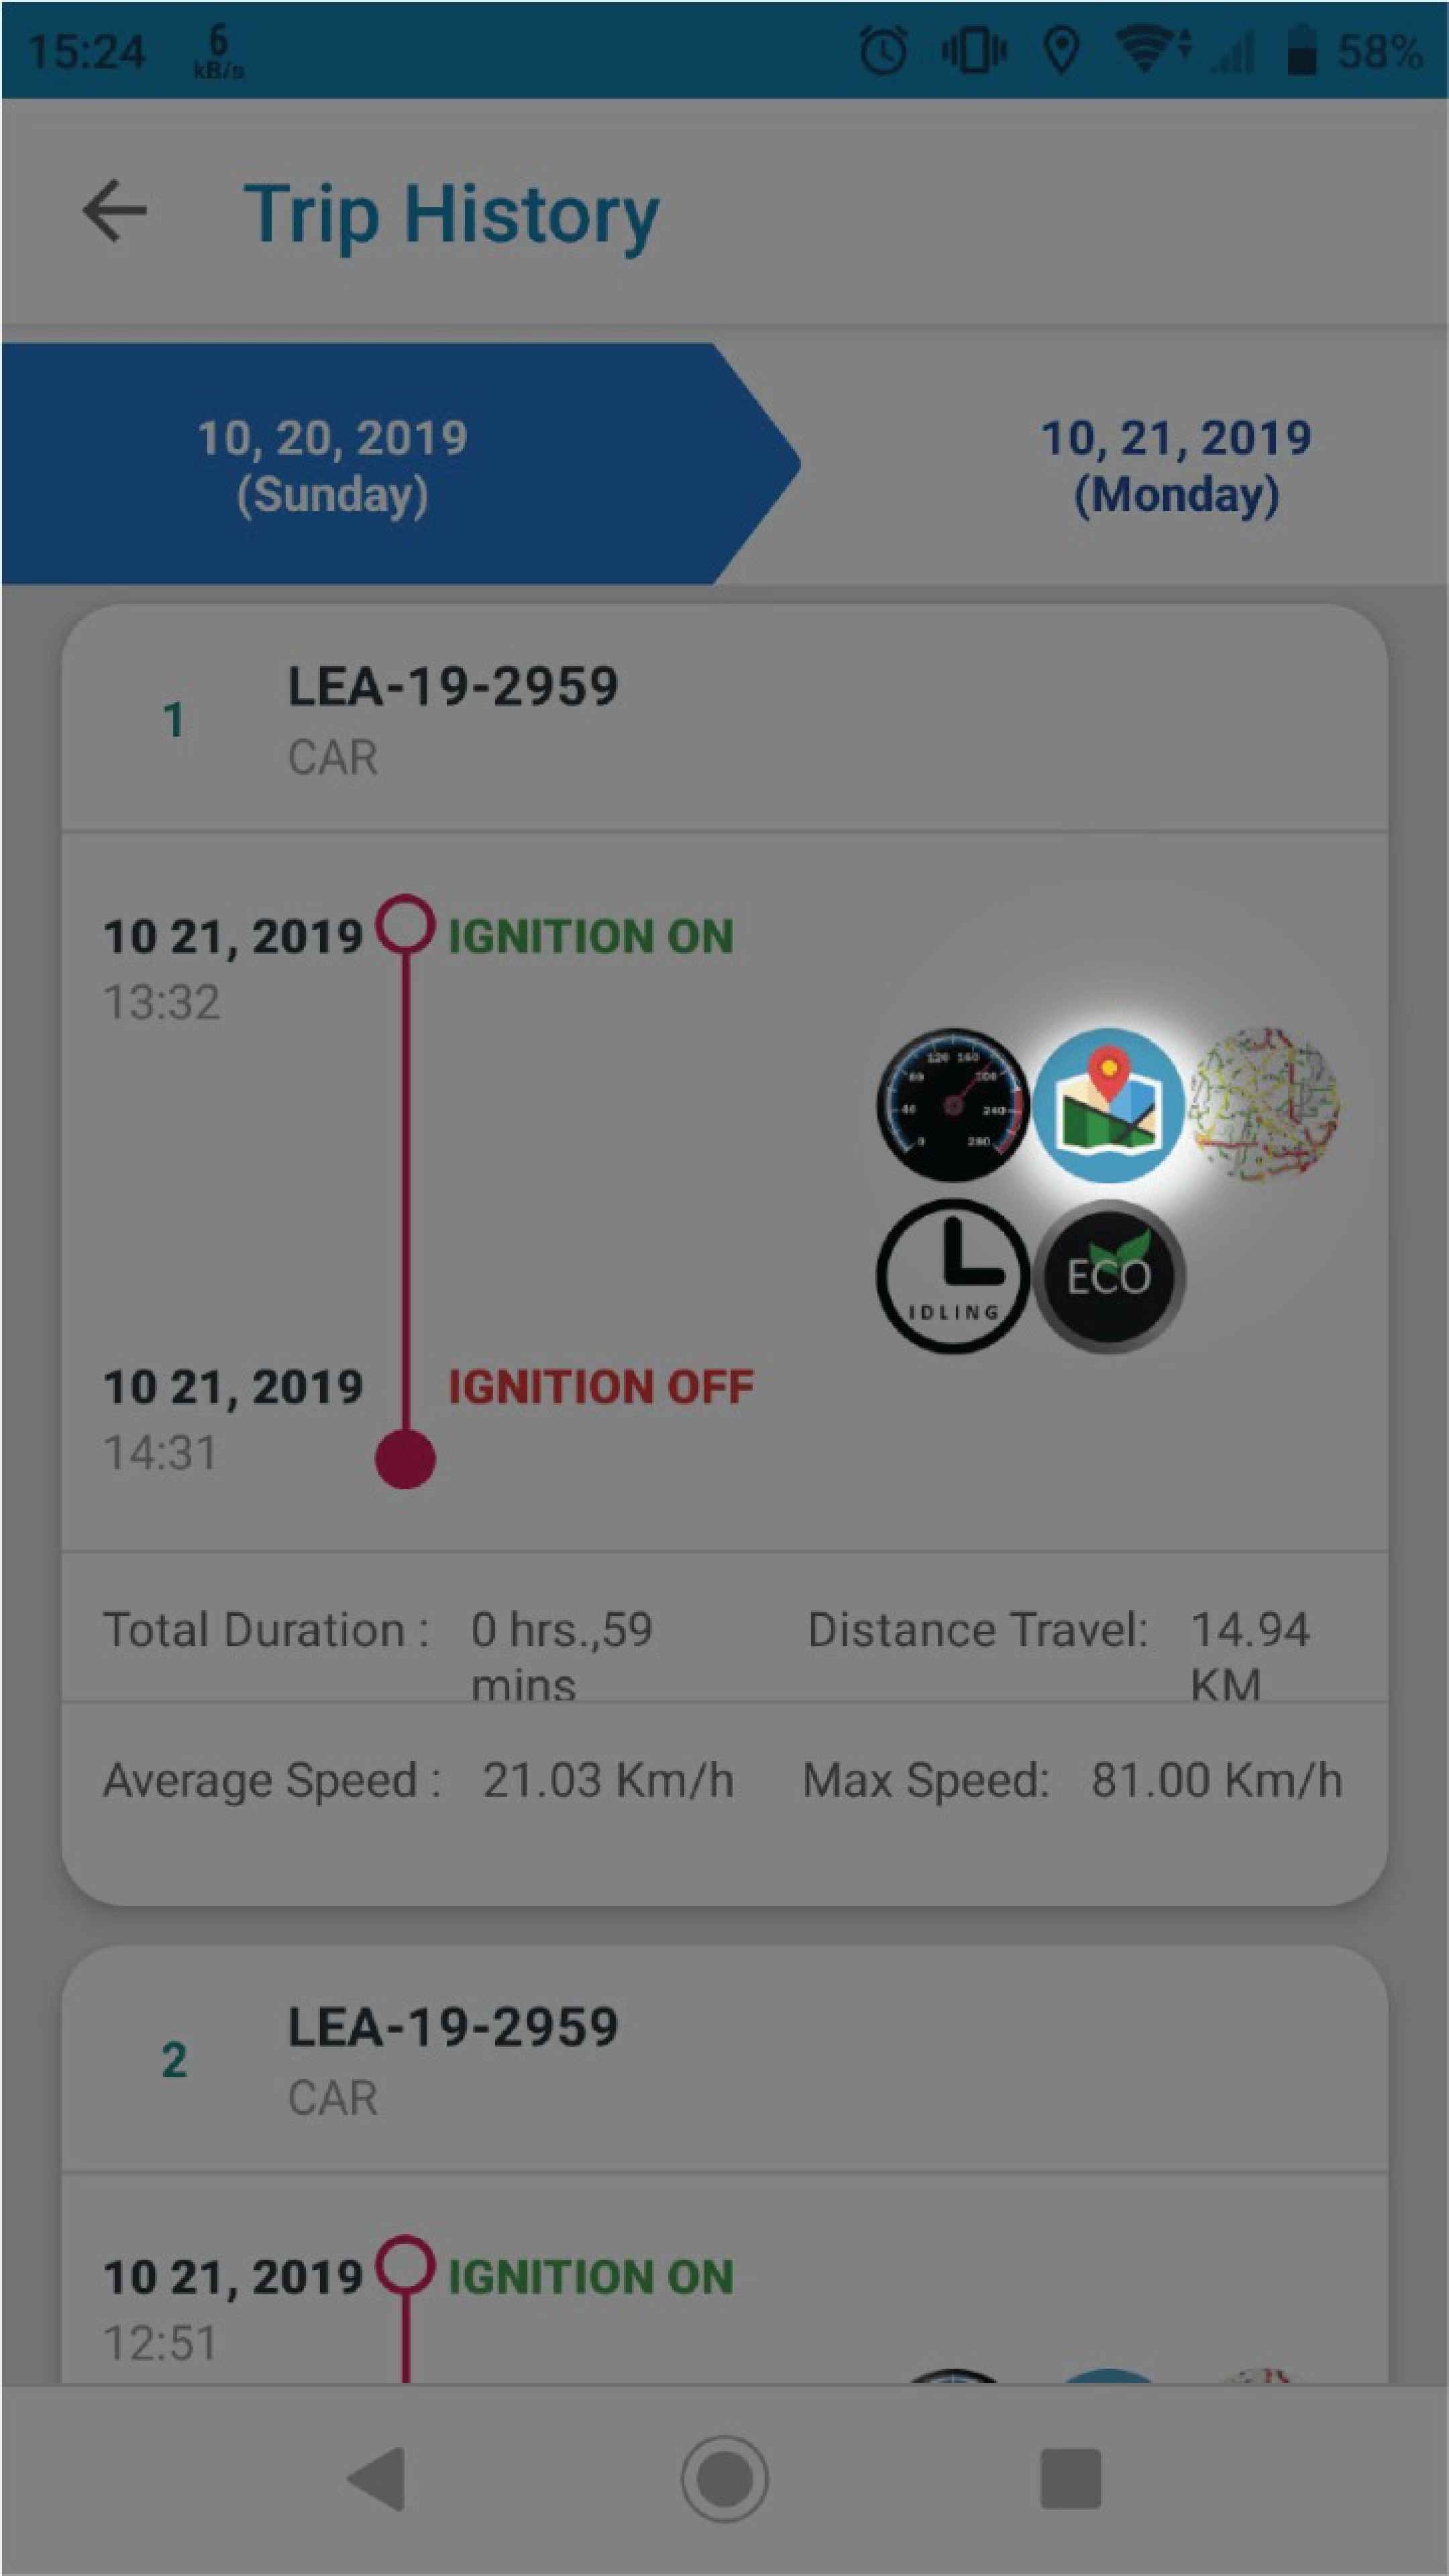 15:24 6 kB/s 58%
Trip History
10, 20, 2019 10, 21, 2019
(Sunday) (Monday)
LEA-19-2959
1
CAR
10 21, 2019 IGNITION ON
13:32
0 40 80 120 160 200 240 280
IDLING ECO
10 21, 2019 IGNITION OFF
14:31
Total Duration : 0 hrs.,59 Distance Travel: 14.94
mins KM
Average Speed : 21.03 Km/h Max Speed: 81.00 Km/h
LEA-19-2959
2
CAR
10 21, 2019 IGNITION ON
12:51